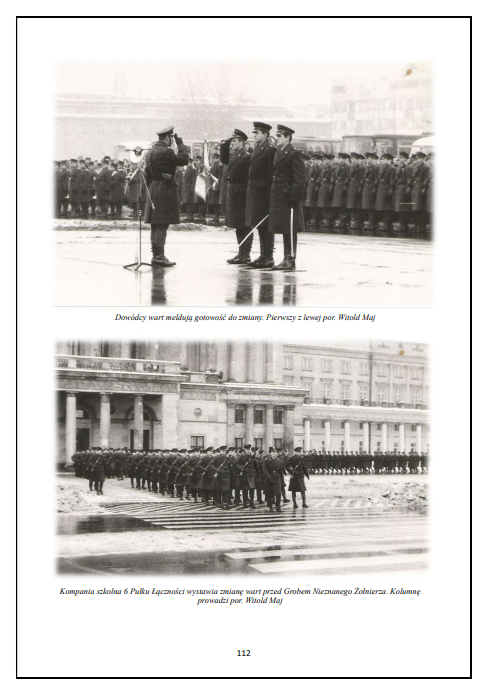 Dowódcy wart meldują gotowość do zmiany. Pierwszy z lewej por. Witold Maj
Kompania szkolna 6 Pułku Łączności wystawia zmianę wart przed Grobem Nieznanego Żołnierza. Kolumnę
prowadzi por. Witold Maj
112